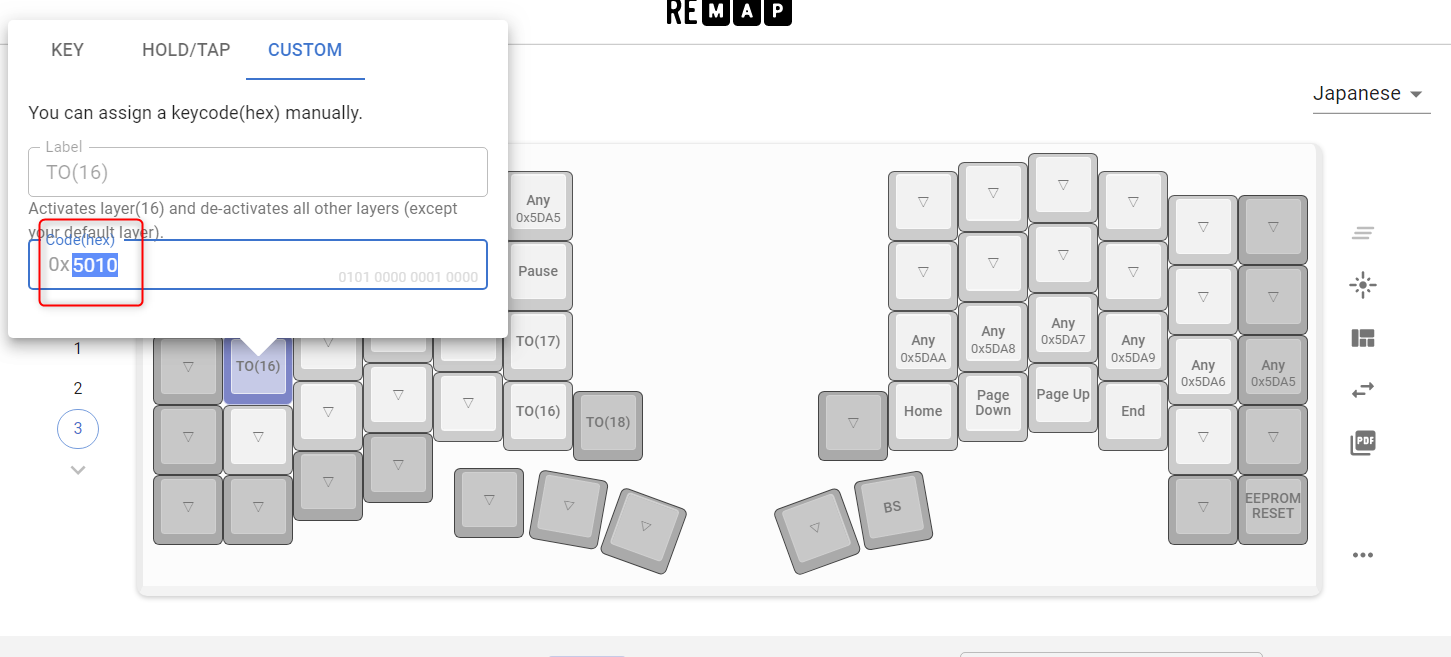 REMAP
KEY HOLD/TAP CUSTOM
You can assign a keycode(hex) manually.
Label
TO(16)
Activates layer(16) and de-activates all other layers (except
your default layer).
Code(hex)
0x5010
0101 0000 0001 0000
Japanese
1
2
3
Any
0x5DA5
Pause
TO(17)
TO(16)
TO(16)
TO(18)
Any
0x5DAA
Any
0x5DA8
Any
0x5DA7
Any
0x5DA9
Any
0x5DA6
Any
0x5DA5
Home
Page
Down
Page Up
End
BS
EEPROM
RESET
PDF